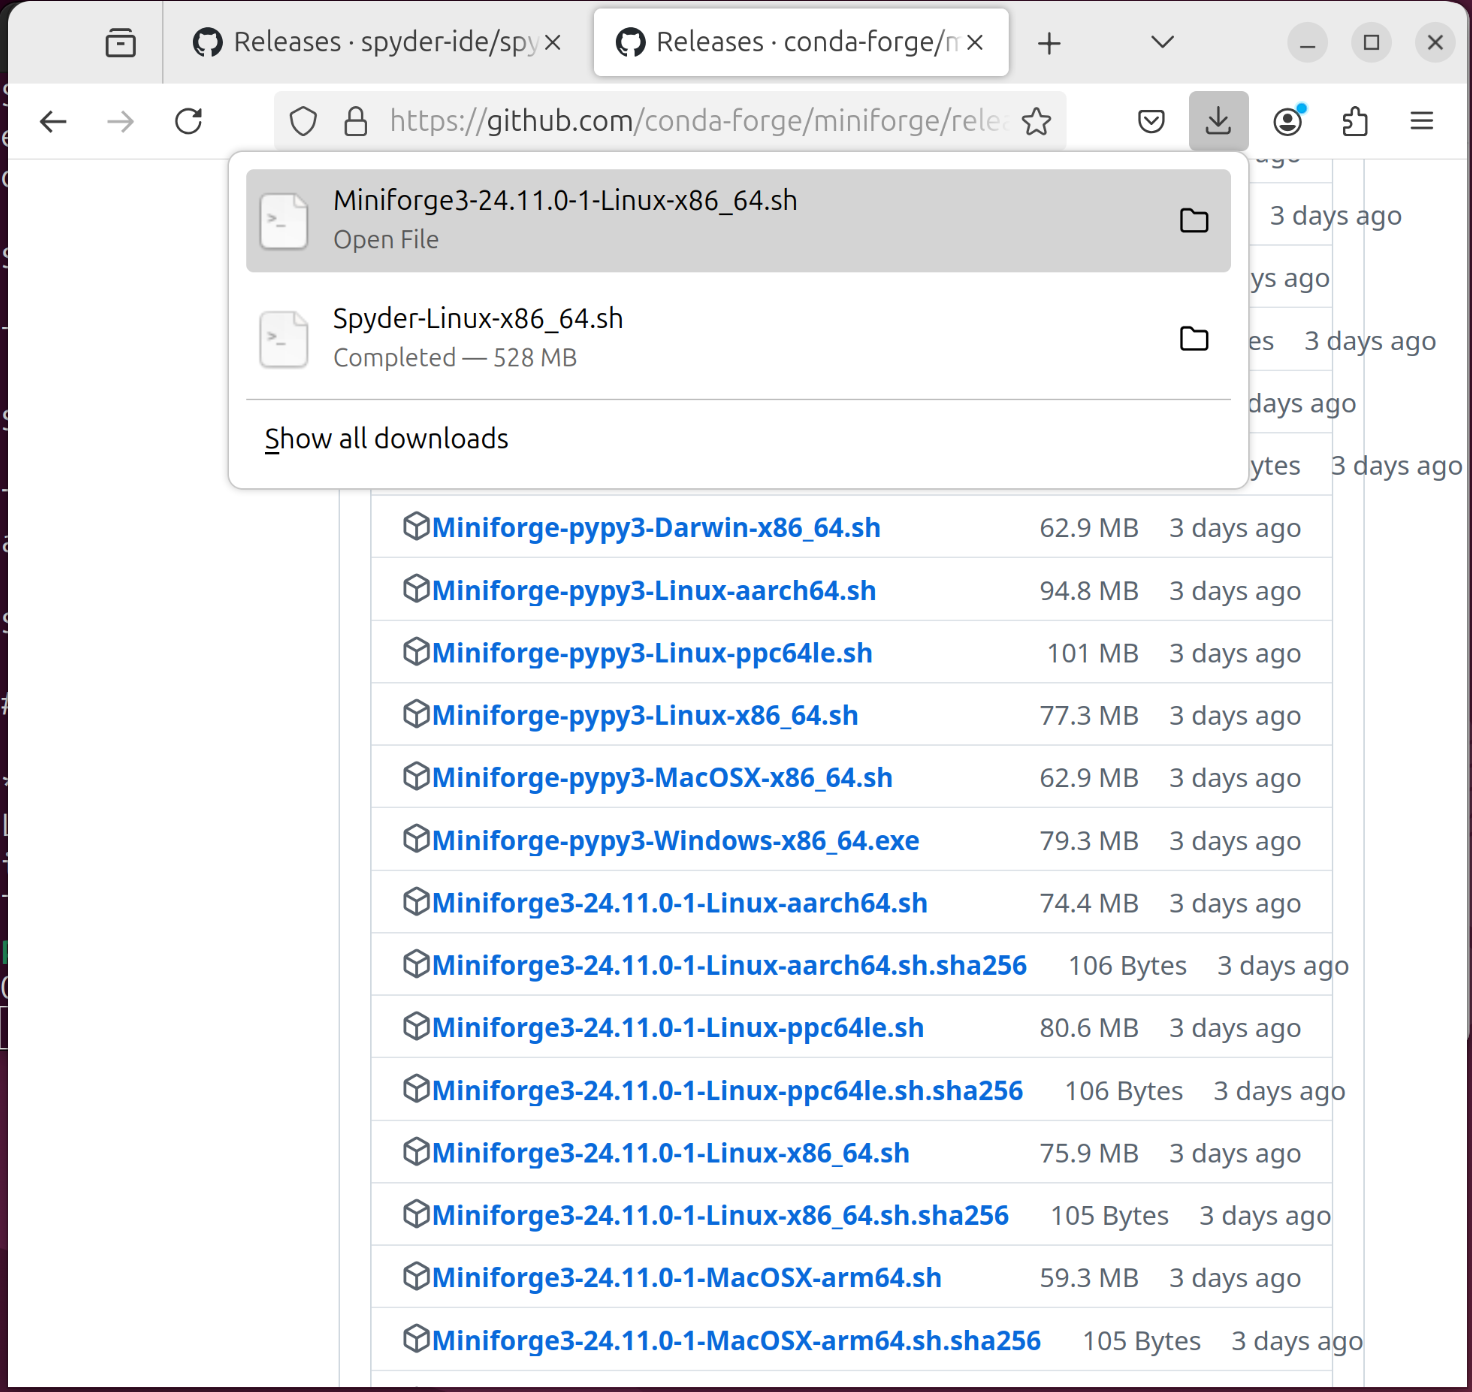 Releases · spyder-ide/spy
Releases · conda-forge/m
https://github.com/conda-forge/miniforge/relea
Miniforge3-24.11.0-1-Linux-x86_64.sh
Open File
Spyder-Linux-x86_64.sh
Completed — 528 MB
Show all downloads
ago
3 days ago
ys ago
es 3 days ago
days ago
ytes 3 days ago
Miniforge-pypy3-Darwin-x86_64.sh 62.9 MB 3 days ago
Miniforge-pypy3-Linux-aarch64.sh 94.8 MB 3 days ago
Miniforge-pypy3-Linux-ppc64le.sh 101 MB 3 days ago
Miniforge-pypy3-Linux-x86_64.sh 77.3 MB 3 days ago
Miniforge-pypy3-MacOSX-x86_64.sh 62.9 MB 3 days ago
Miniforge-pypy3-Windows-x86_64.exe 79.3 MB 3 days ago
Miniforge3-24.11.0-1-Linux-aarch64.sh 74.4 MB 3 days ago
Miniforge3-24.11.0-1-Linux-aarch64.sh.sha256 106 Bytes 3 days ago
Miniforge3-24.11.0-1-Linux-ppc64le.sh 80.6 MB 3 days ago
Miniforge3-24.11.0-1-Linux-ppc64le.sh.sha256 106 Bytes 3 days ago
Miniforge3-24.11.0-1-Linux-x86_64.sh 75.9 MB 3 days ago
Miniforge3-24.11.0-1-Linux-x86_64.sh.sha256 105 Bytes 3 days ago
Miniforge3-24.11.0-1-MacOSX-arm64.sh 59.3 MB 3 days ago
Miniforge3-24.11.0-1-MacOSX-arm64.sh.sha256 105 Bytes 3 days ago